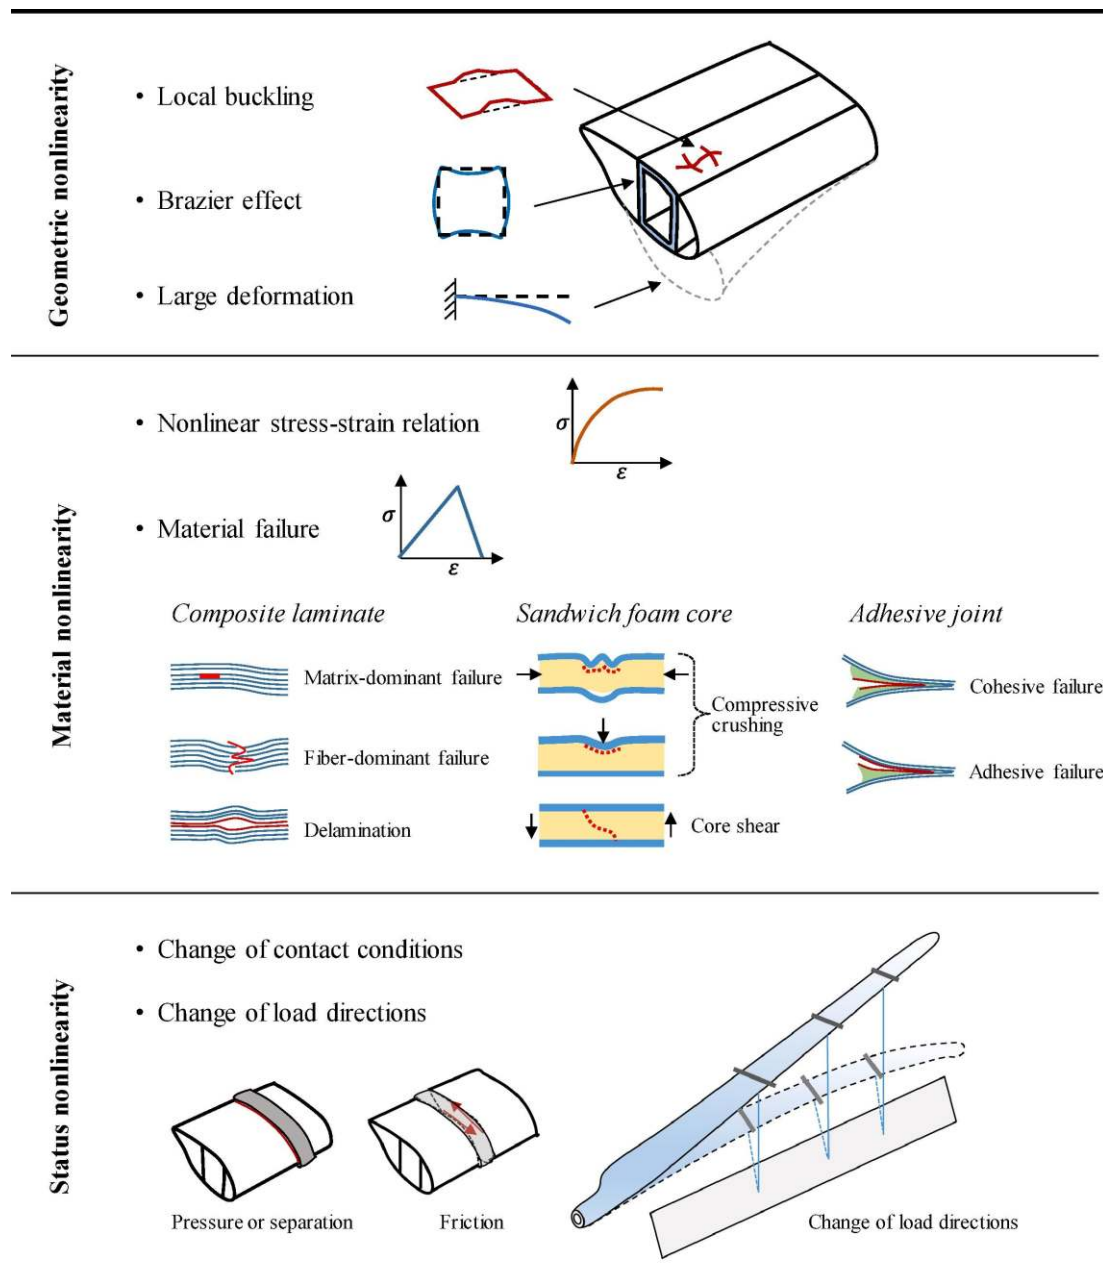 Geometric nonlinearity
• Local buckling
• Brazier effect
• Large deformation
Material nonlinearity
• Nonlinear stress-strain relation
σ
ε
• Material failure
σ
ε
Composite laminate
Matrix-dominant failure
Fiber-dominant failure
Delamination
Sandwich foam core
Compressive
crushing
Core shear
Adhesive joint
Cohesive failure
Adhesive failure
Status nonlinearity
• Change of contact conditions
• Change of load directions
Pressure or separation
Friction
Change of load directions